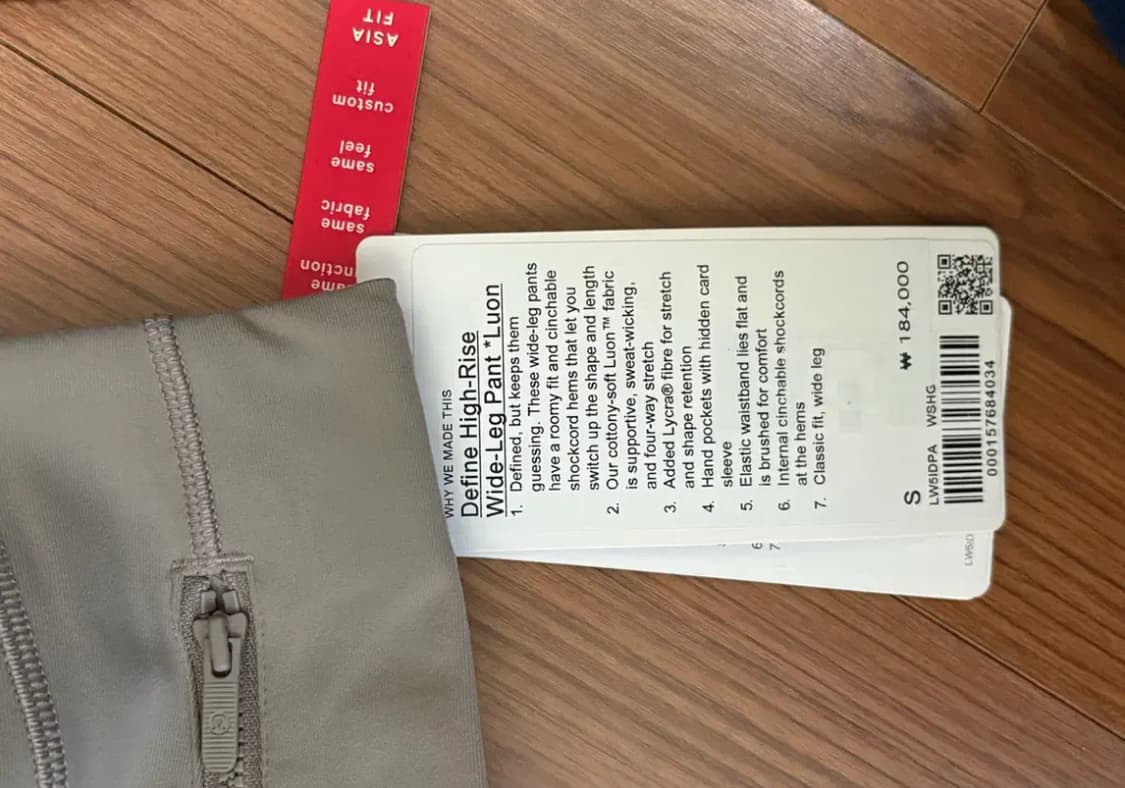 ASIA
FIT
custom
fit
same
feel
same
fabric
WHY WE MADE THIS
Define High-Rise
Wide-Leg Pant *Luon
1. Defined, but keeps them
guessing. These wide-leg pants
have a roomy fit and cinchable
shockcord hems that let you
switch up the shape and length
2. Our cottony-soft Luon™ fabric
is supportive, sweat-wicking,
and four-way stretch
3. Added Lycra® fibre for stretch
and shape retention
4. Hand pockets with hidden card
sleeve
5. Elastic waistband lies flat and
is brushed for comfort
6. Internal cinchable shockcords
at the hems
7. Classic fit, wide leg
S ₩ 184,000
LW5IDPA WSHG
000157684034
6
7
LW5ID